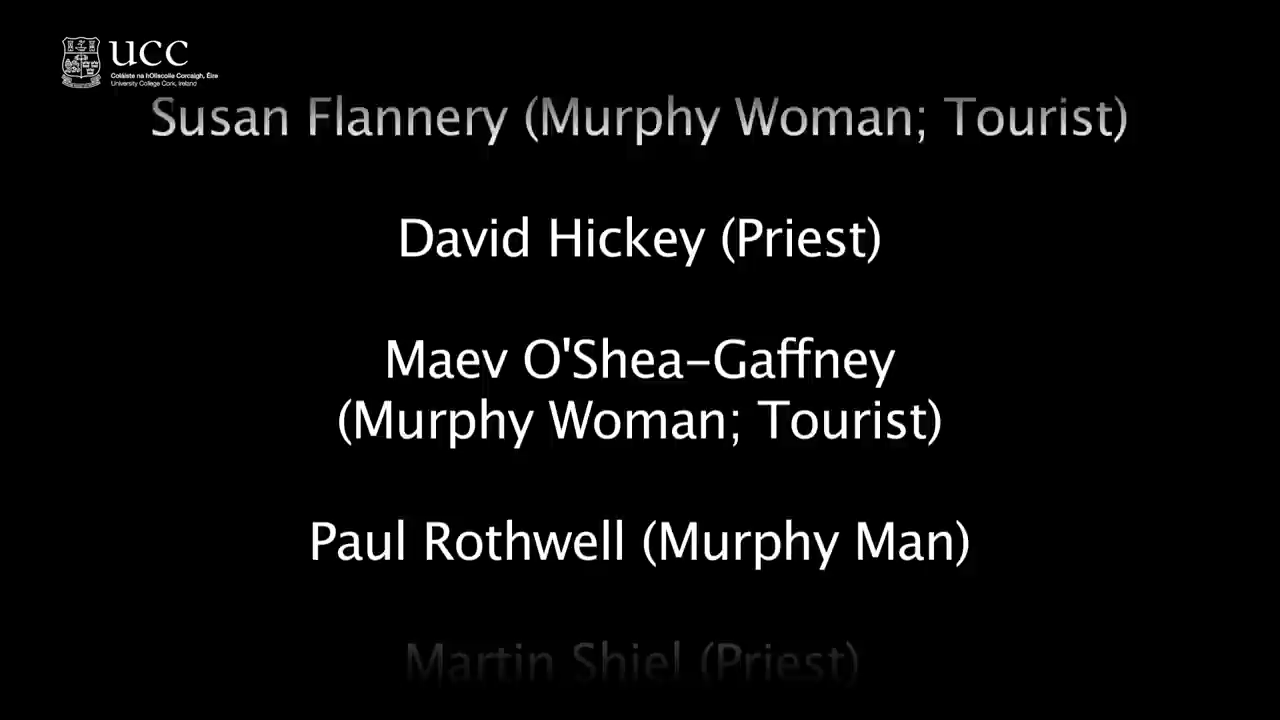 UCC
Coláiste na hOllscoile Corcaigh, Éire
University College Cork, Ireland
Susan Flannery (Murphy Woman; Tourist)
David Hickey (Priest)
Maev O'Shea-Gaffney
(Murphy Woman; Tourist)
Paul Rothwell (Murphy Man)
Martin Shiel (Priest)